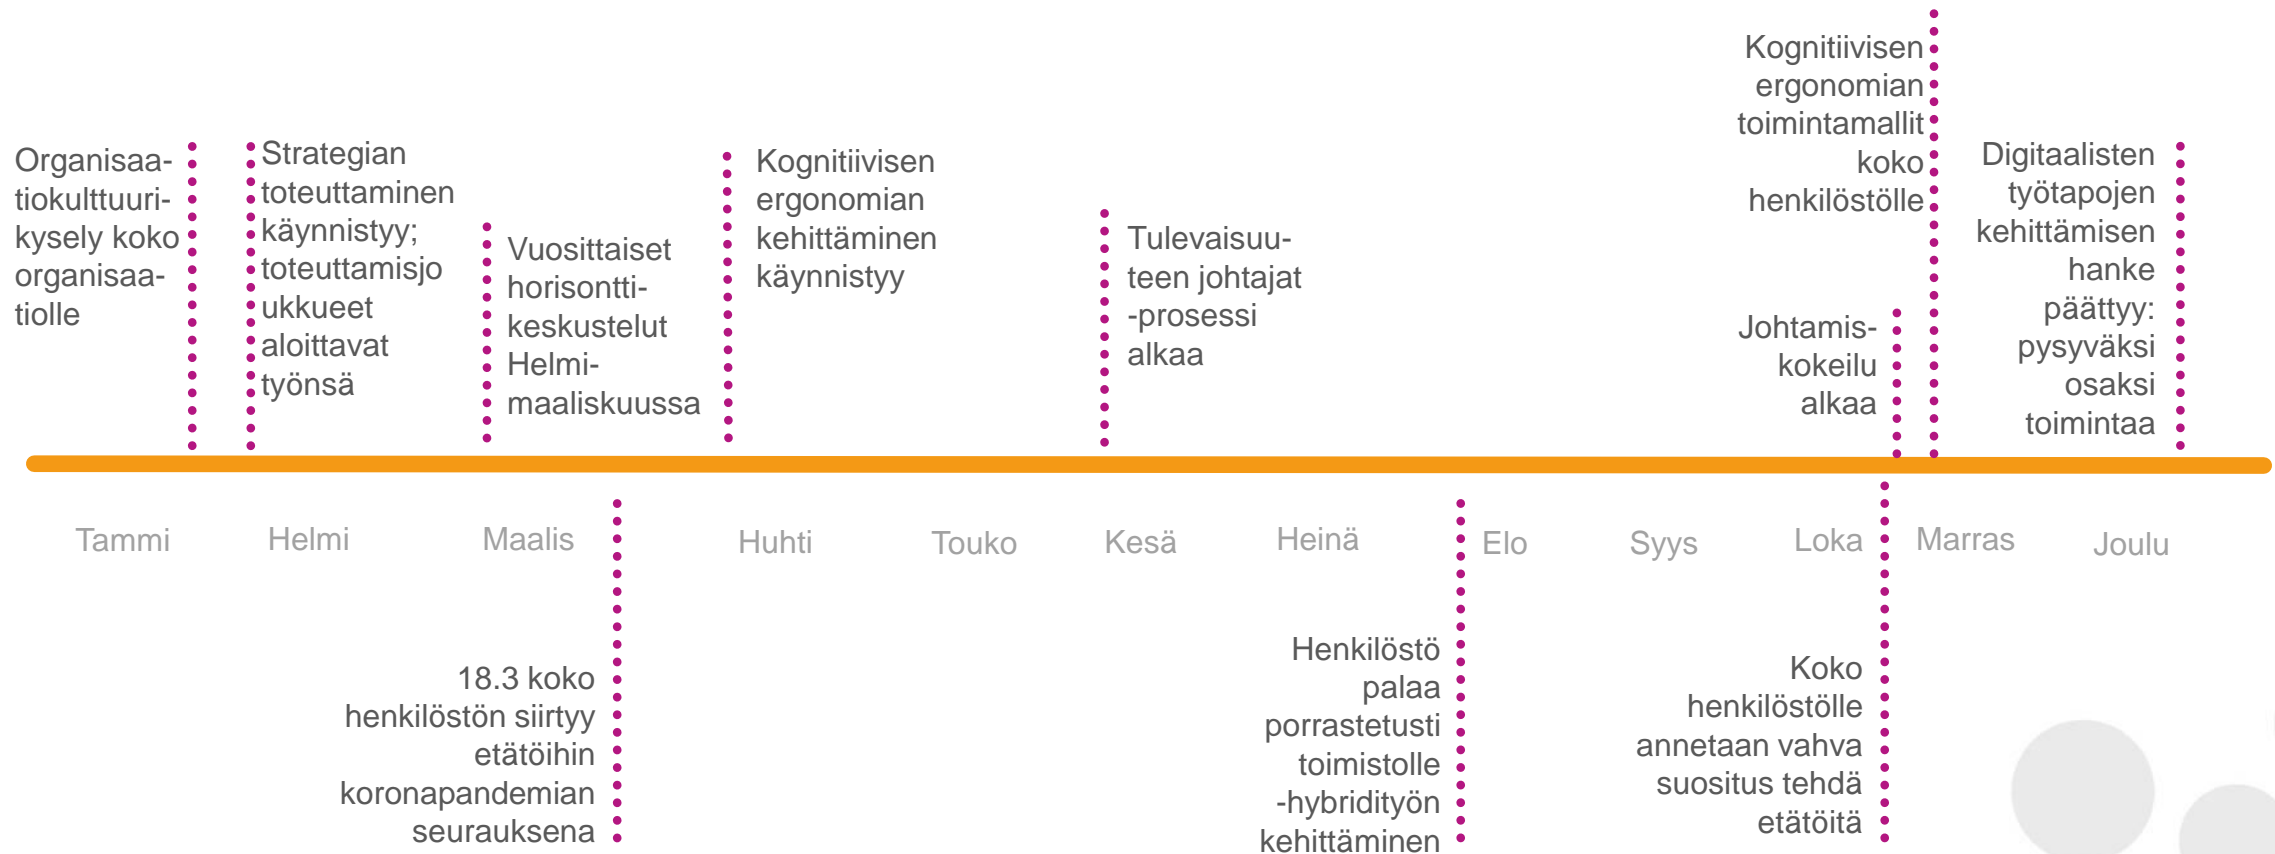 Organisaa-
tiokulttuuri-
kysely koko
organisaa-
tiolle
Strategian
toteuttaminen
käynnistyy;
toteuttamisjo
ukkueet
aloittavat
työnsä
Vuosittaiset
horisontti-
keskustelut
Helmi-
maaliskuussa
Kognitiivisen
ergonomian
kehittäminen
käynnistyy
Tulevaisuu-
teen johtajat
-prosessi
alkaa
Johtamis-
kokeilu
alkaa
Kognitiivisen
ergonomian
toimintamallit
koko
henkilöstölle
Digitaalisten
työtapojen
kehittämisen
hanke
päättyy:
pysyväksi
osaksi
toimintaa
Tammi
Helmi
Maalis
Huhti
Touko
Kesä
Heinä
Elo
Syys
Loka
Marras
Joulu
18.3 koko
henkilöstön siirtyy
etätöihin
koronapandemian
seurauksena
Henkilöstö
palaa
porrastetusti
toimistolle
-hybridityön
kehittäminen
Koko
henkilöstölle
annetaan vahva
suositus tehdä
etätöitä